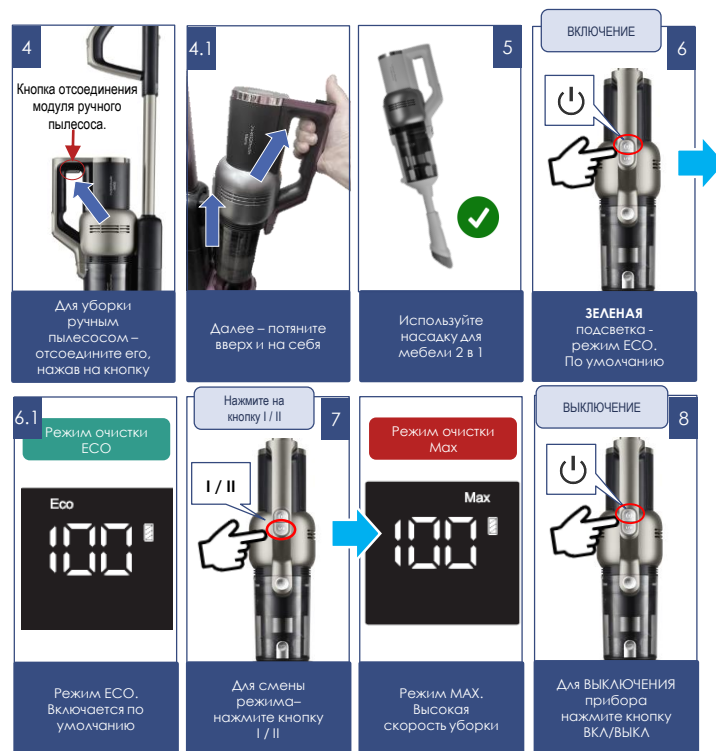 4
Кнопка отсоединения
модуля ручного
пылесоса.
Для уборки
ручным
пылесосом –
отсоедините его,
нажав на кнопку
4.1
Далее – потяните
вверх и на себя
5
Используйте
насадку для
мебели 2 в 1
ВКЛЮЧЕНИЕ
6
ЗЕЛЕНАЯ
подсветка -
режим ECO.
По умолчанию
6.1
Режим очистки
ECO
Eco
100
Режим ECO.
Включается по
умолчанию
Нажмите на
кнопку I / II
7
I / II
Для смены
режима–
нажмите кнопку
I / II
Режим очистки
Max
Max
100
Режим MAX.
Высокая
скорость уборки
ВЫКЛЮЧЕНИЕ
8
Для ВЫКЛЮЧЕНИЯ
прибора
нажмите кнопку
ВКЛ/ВЫКЛ